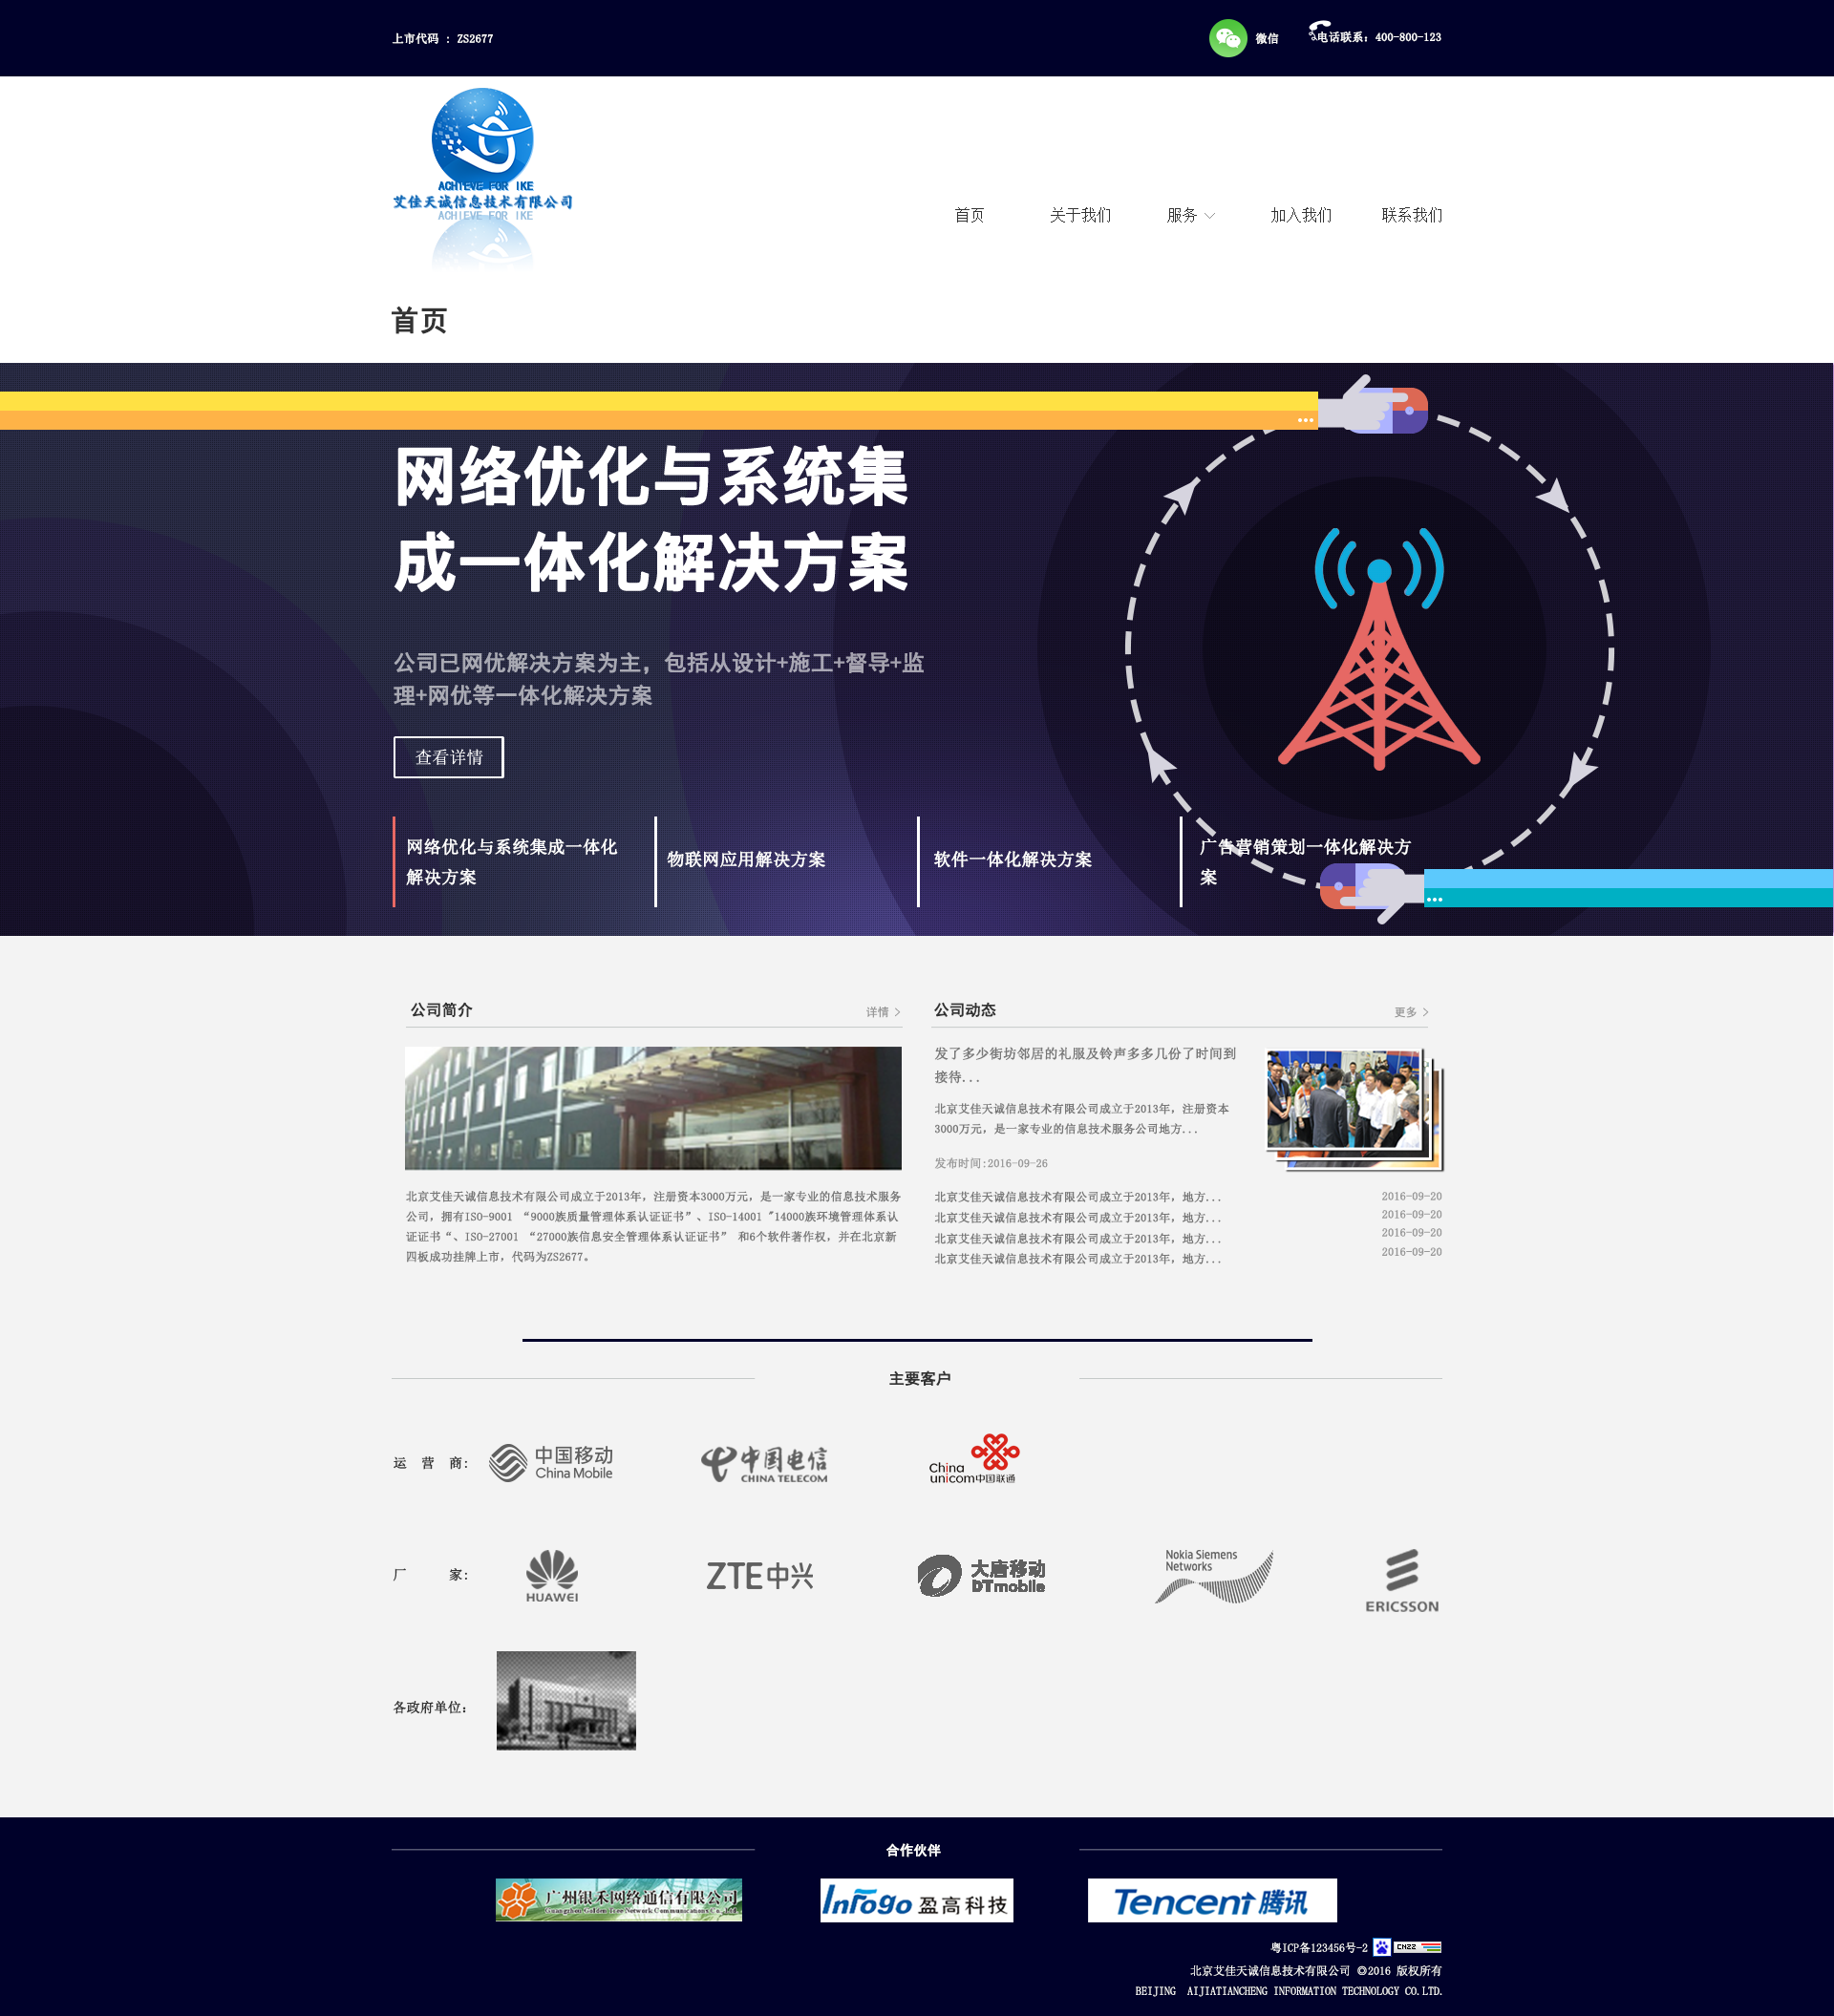 上市代码 : ZS2677
微信
电话联系: 400-800-123
ACHIEVE FOR IKE
艾佳天诚信息技术有限公司
ACHIEVE FOR IKE
首页 关于我们 服务 加入我们 联系我们
首页
网络优化与系统集
成一体化解决方案
公司已网优解决方案为主，包括从设计+施工+督导+监
理+网优等一体化解决方案
查看详情
网络优化与系统集成一体化
解决方案
物联网应用解决方案
软件一体化解决方案
广告营销策划一体化解决方
案
公司简介 详情 >
北京艾佳天诚信息技术有限公司成立于2013年，注册资本3000万元，是一家专业的信息技术服务
公司，拥有ISO-9001 “9000族质量管理体系认证证书”、ISO-14001 "14000族环境管理体系认
证证书“、ISO-27001 “27000族信息安全管理体系认证证书” 和6个软件著作权，并在北京新
四板成功挂牌上市，代码为ZS2677。
公司动态 更多 >
发了多少街坊邻居的礼服及铃声多多几份了时间到
接待...
北京艾佳天诚信息技术有限公司成立于2013年，注册资本
3000万元，是一家专业的信息技术服务公司地方...
发布时间:2016-09-26
北京艾佳天诚信息技术有限公司成立于2013年，地方... 2016-09-20
北京艾佳天诚信息技术有限公司成立于2013年，地方... 2016-09-20
北京艾佳天诚信息技术有限公司成立于2013年，地方... 2016-09-20
北京艾佳天诚信息技术有限公司成立于2013年，地方... 2016-09-20
主要客户
运 营 商:
中国移动
China Mobile
中国电信
CHINA TELECOM
China
unicom中国联通
厂 家:
HUAWEI
ZTE中兴
大唐移动
DTmobile
Nokia Siemens
Networks
ERICSSON
各政府单位:
合作伙伴
广州银禾网络通信有限公司
Guangzhou Golden Tree Network Communications Co., Ltd
Infogo 盈高科技
Tencent 腾讯
粤ICP备123456号-2
CNZZ
北京艾佳天诚信息技术有限公司 ©2016 版权所有
BEIJING AIJIATIANCHENG INFORMATION TECHNOLOGY CO.LTD.